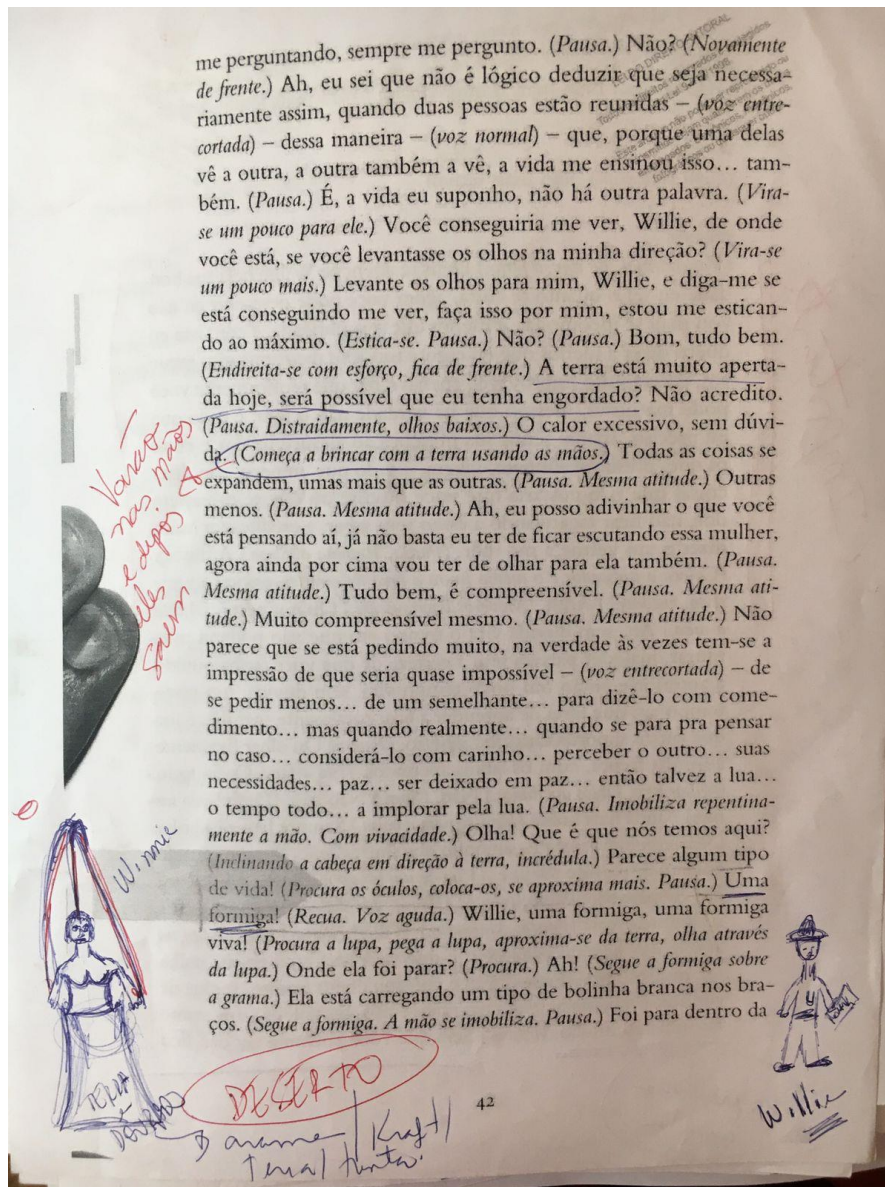 me perguntando, sempre me pergunto. (Pausa.) Não? (Novamente
de frente.) Ah, eu sei que não é lógico deduzir que seja necessa-
riamente assim, quando duas pessoas estão reunidas – (voz entre-
cortada) – dessa maneira – (voz normal) – que, porque uma delas
vê a outra, a outra também a vê, a vida me ensinou isso... tam-
bém. (Pausa.) É, a vida eu suponho, não há outra palavra. (Vira-
se um pouco para ele.) Você conseguiria me ver, Willie, de onde
você está, se você levantasse os olhos na minha direção? (Vira-se
um pouco mais.) Levante os olhos para mim, Willie, e diga-me se
está conseguindo me ver, faça isso por mim, estou me estican-
do ao máximo. (Estica-se. Pausa.) Não? (Pausa.) Bom, tudo bem.
(Endireita-se com esforço, fica de frente.) A terra está muito aperta-
da hoje, será possível que eu tenha engordado? Não acredito.
(Pausa. Distraidamente, olhos baixos.) O calor excessivo, sem dúvi-
da. (Começa a brincar com a terra usando as mãos.) Todas as coisas se
expandem, umas mais que as outras. (Pausa. Mesma atitude.) Outras
menos. (Pausa. Mesma atitude.) Ah, eu posso adivinhar o que você
está pensando aí, já não basta eu ter de ficar escutando essa mulher,
agora ainda por cima vou ter de olhar para ela também. (Pausa.
Mesma atitude.) Tudo bem, é compreensível. (Pausa. Mesma ati-
tude.) Muito compreensível mesmo. (Pausa. Mesma atitude.) Não
parece que se está pedindo muito, na verdade às vezes tem-se a
impressão de que seria quase impossível – (voz entrecortada) – de
se pedir menos... de um semelhante... para dizê-lo com come-
dimento... mas quando realmente... quando se para pra pensar
no caso... considerá-lo com carinho... perceber o outro... suas
necessidades... paz... ser deixado em paz... então talvez a lua...
o tempo todo... a implorar pela lua. (Pausa. Imobiliza repentina-
mente a mão. Com vivacidade.) Olha! Que é que nós temos aqui?
(Inclinando a cabeça em direção à terra, incrédula.) Parece algum tipo
de vida! (Procura os óculos, coloca-os, se aproxima mais. Pausa.) Uma
formiga! (Recua. Voz aguda.) Willie, uma formiga, uma formiga
viva! (Procura a lupa, pega a lupa, aproxima-se da terra, olha através
da lupa.) Onde ela foi parar? (Procura.) Ah! (Segue a formiga sobre
a grama.) Ela está carregando um tipo de bolinha branca nos bra-
ços. (Segue a formiga. A mão se imobiliza. Pausa.) Foi para dentro da
42
nas mãos
e depois
eles
saem
Winnie
TERRA
DESERTO
arame / Kraft /
Terra / tinta.
Willie